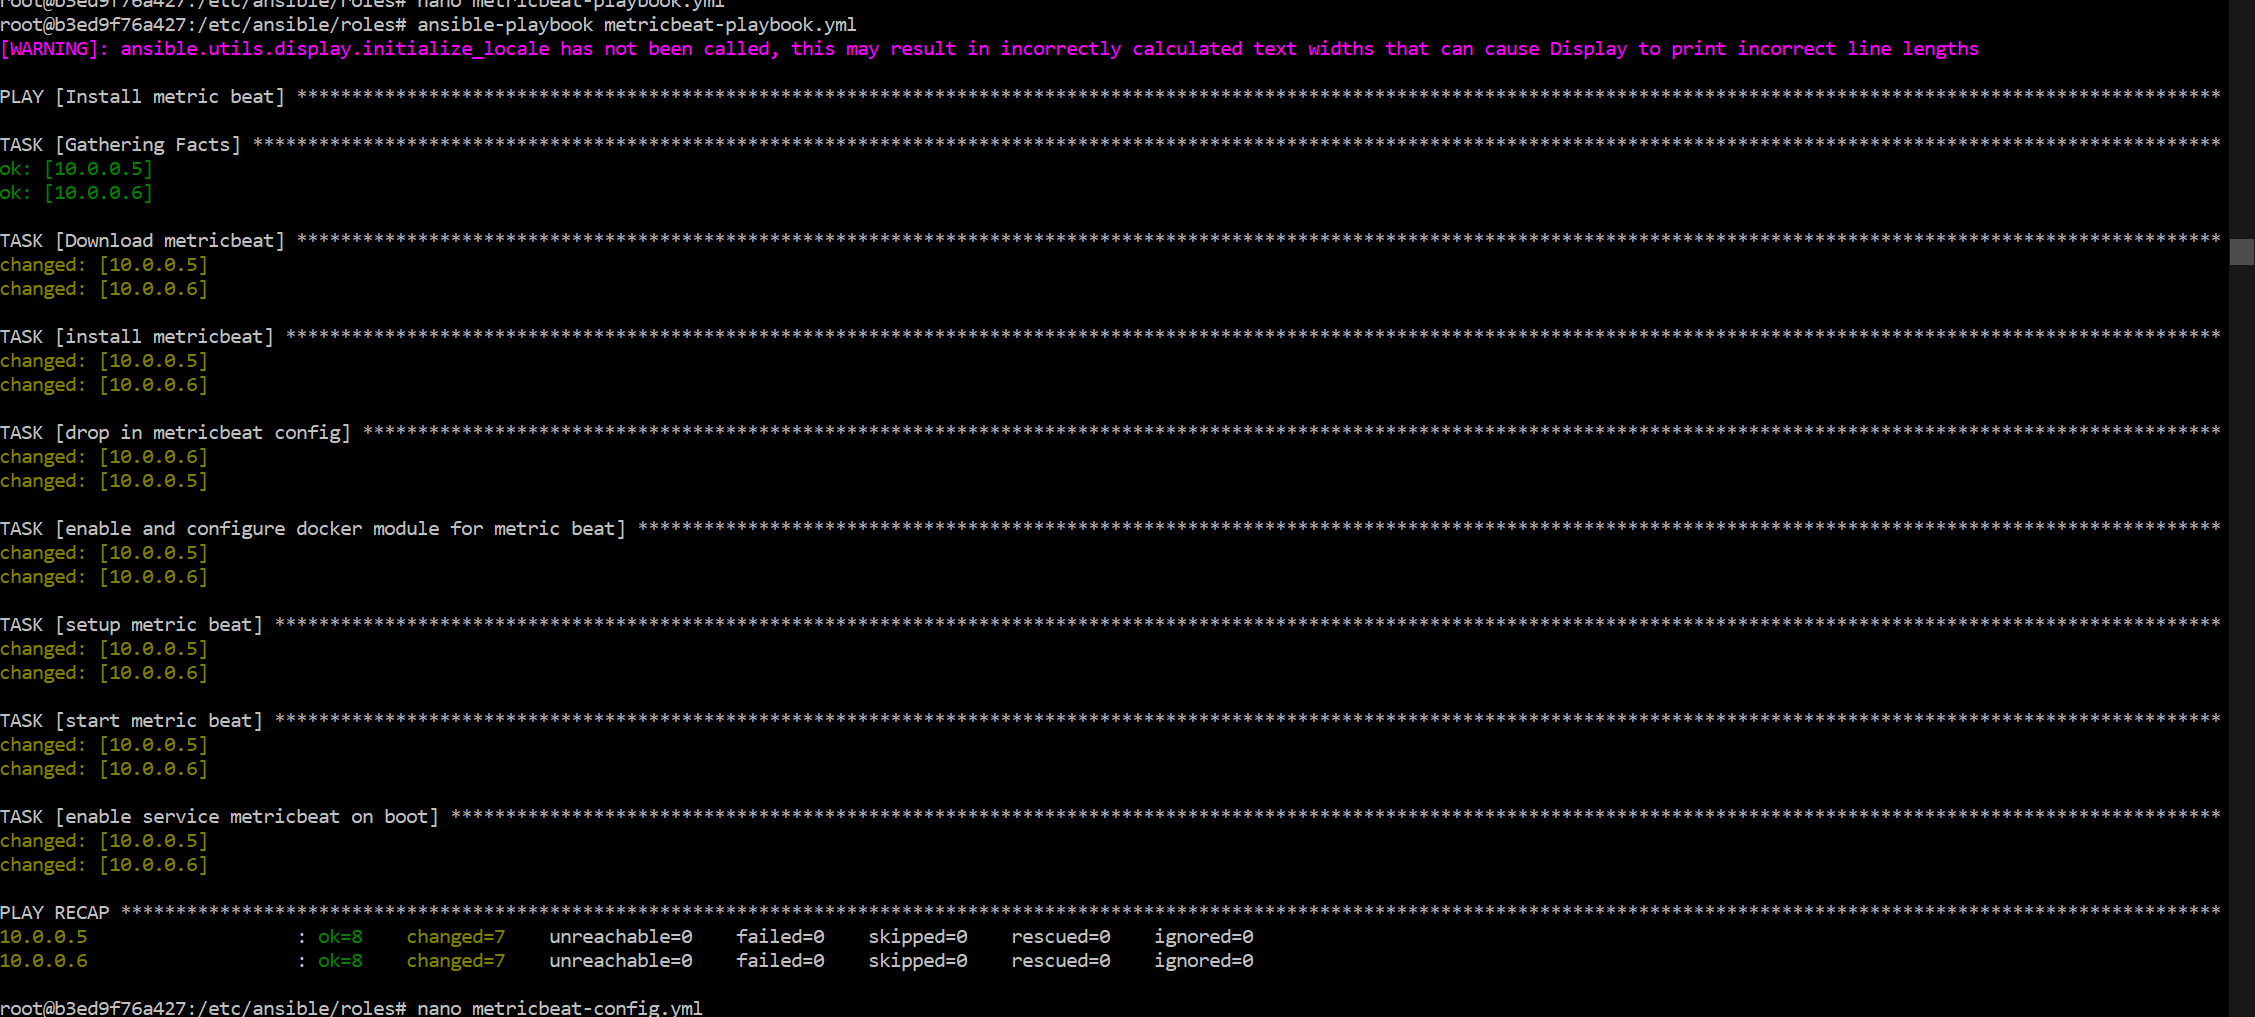 root@b3ed9f76a427:/etc/ansible/roles# nano metricbeat-playbook.yml
root@b3ed9f76a427:/etc/ansible/roles# ansible-playbook metricbeat-playbook.yml
[WARNING]: ansible.utils.display.initialize_locale has not been called, this may result in incorrectly calculated text widths that can cause Display to print incorrect line lengths
PLAY [Install metric beat] ****************************************************************
TASK [Gathering Facts] ****************************************************************
ok: [10.0.0.5]
ok: [10.0.0.6]
TASK [Download metricbeat] ****************************************************************
changed: [10.0.0.5]
changed: [10.0.0.6]
TASK [install metricbeat] ****************************************************************
changed: [10.0.0.5]
changed: [10.0.0.6]
TASK [drop in metricbeat config] ****************************************************************
changed: [10.0.0.6]
changed: [10.0.0.5]
TASK [enable and configure docker module for metric beat] ****************************************************************
changed: [10.0.0.5]
changed: [10.0.0.6]
TASK [setup metric beat] ****************************************************************
changed: [10.0.0.5]
changed: [10.0.0.6]
TASK [start metric beat] ****************************************************************
changed: [10.0.0.5]
changed: [10.0.0.6]
TASK [enable service metricbeat on boot] ****************************************************************
changed: [10.0.0.5]
changed: [10.0.0.6]
PLAY RECAP ****************************************************************
10.0.0.5 : ok=8 changed=7 unreachable=0 failed=0 skipped=0 rescued=0 ignored=0
10.0.0.6 : ok=8 changed=7 unreachable=0 failed=0 skipped=0 rescued=0 ignored=0
root@b3ed9f76a427:/etc/ansible/roles# nano metricbeat-config.yml